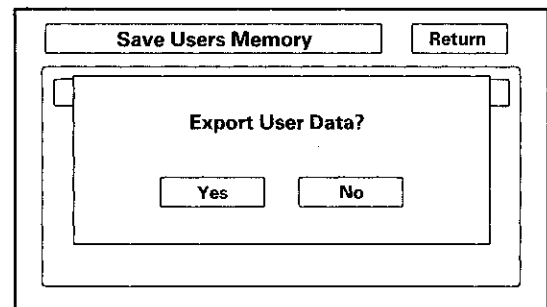 Save Users Memory Return
Export User Data?
Yes No